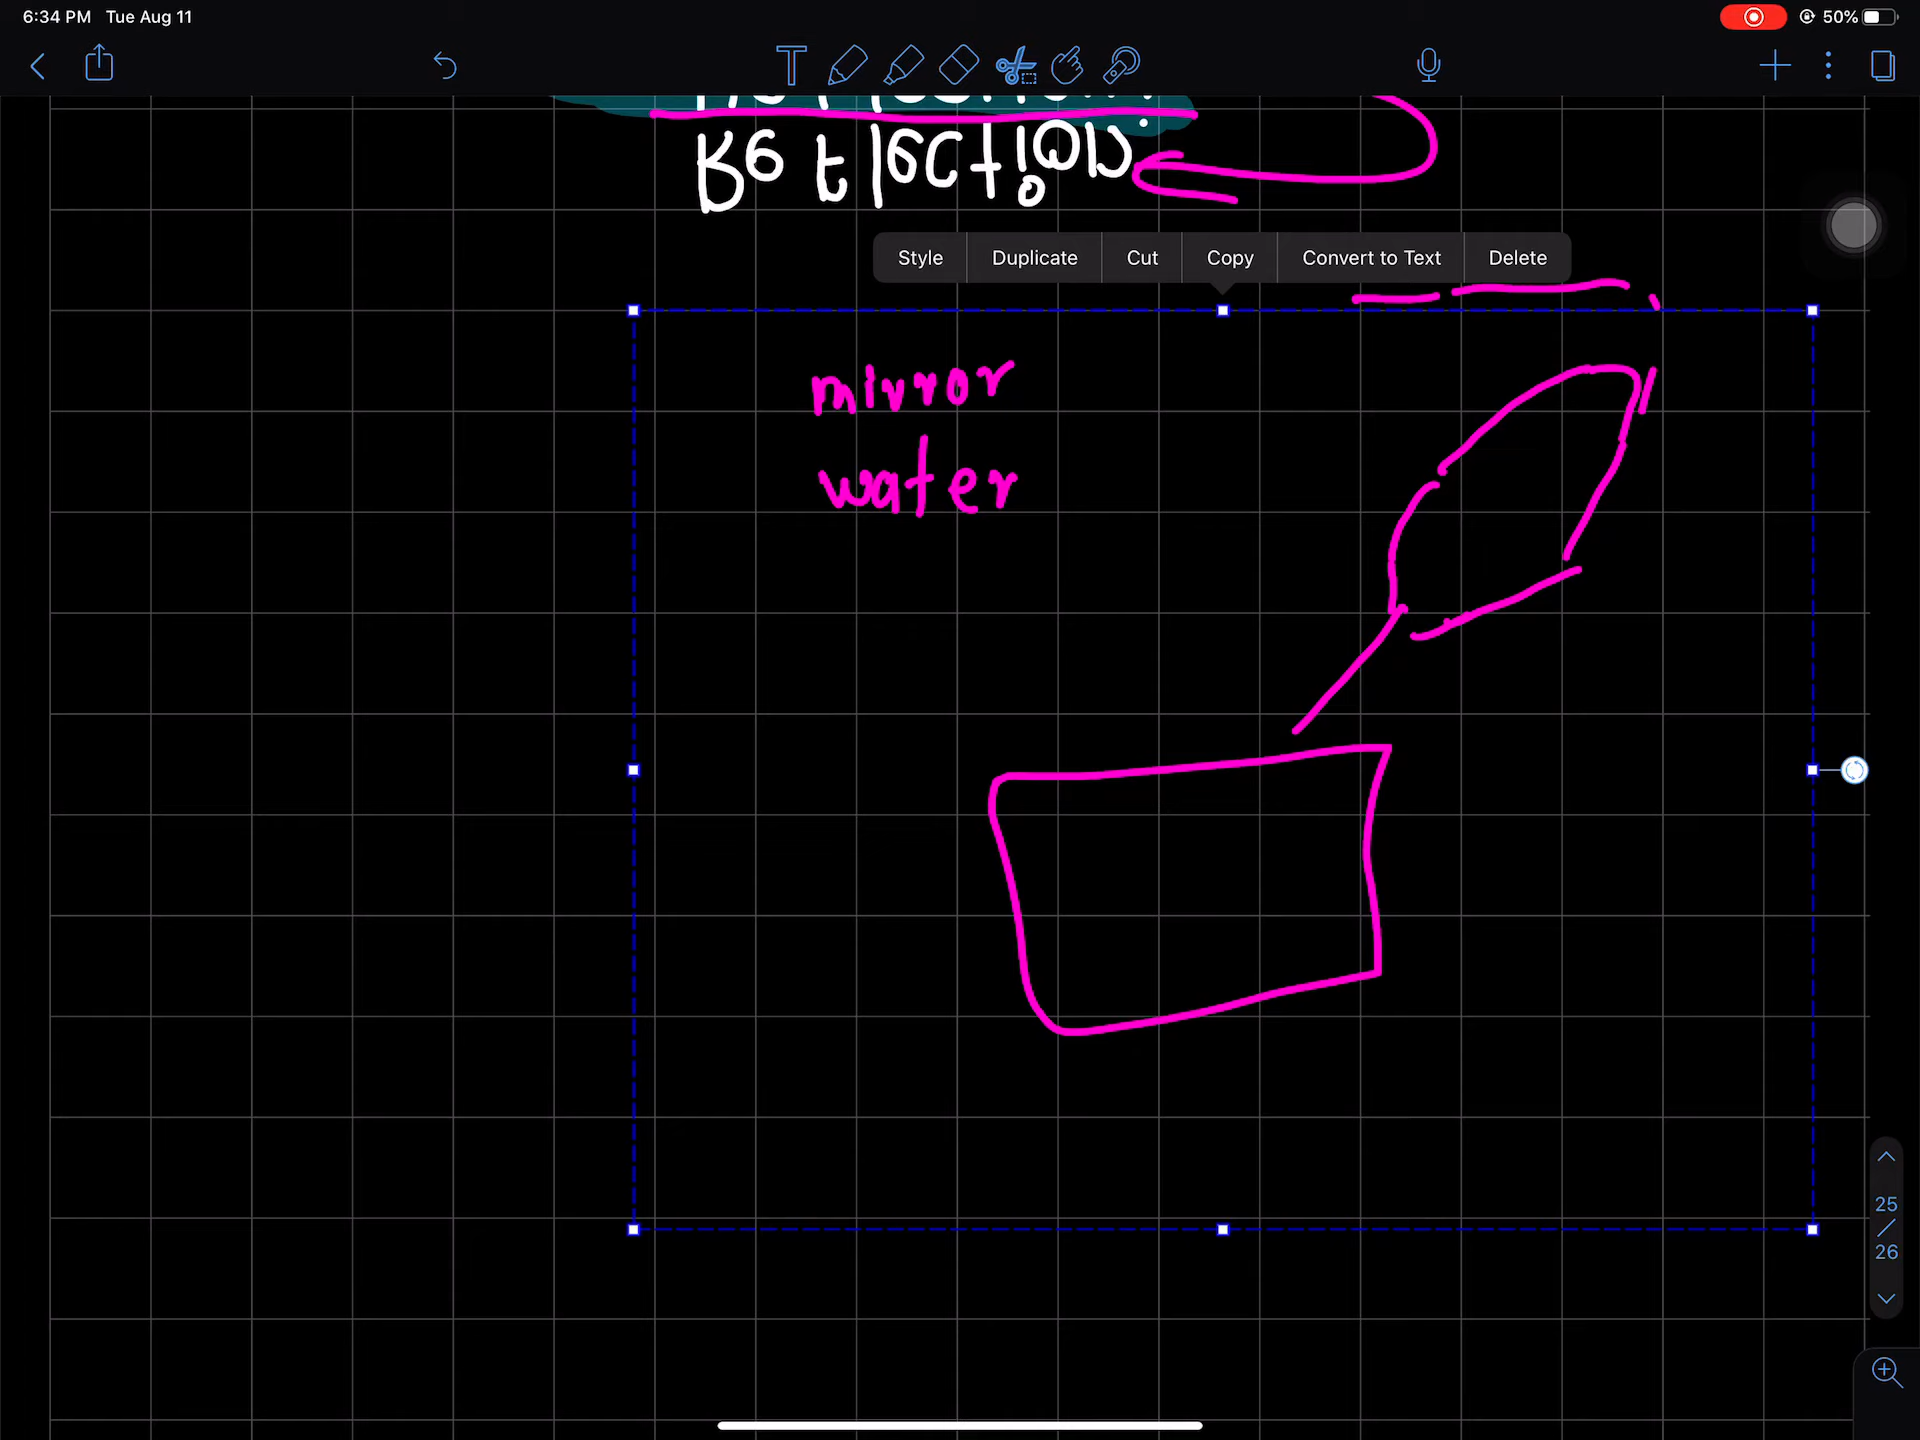 6:34 PM Tue Aug 11
50%
Reflection
Style Duplicate Cut Copy Convert to Text Delete
mirror
water
25
26